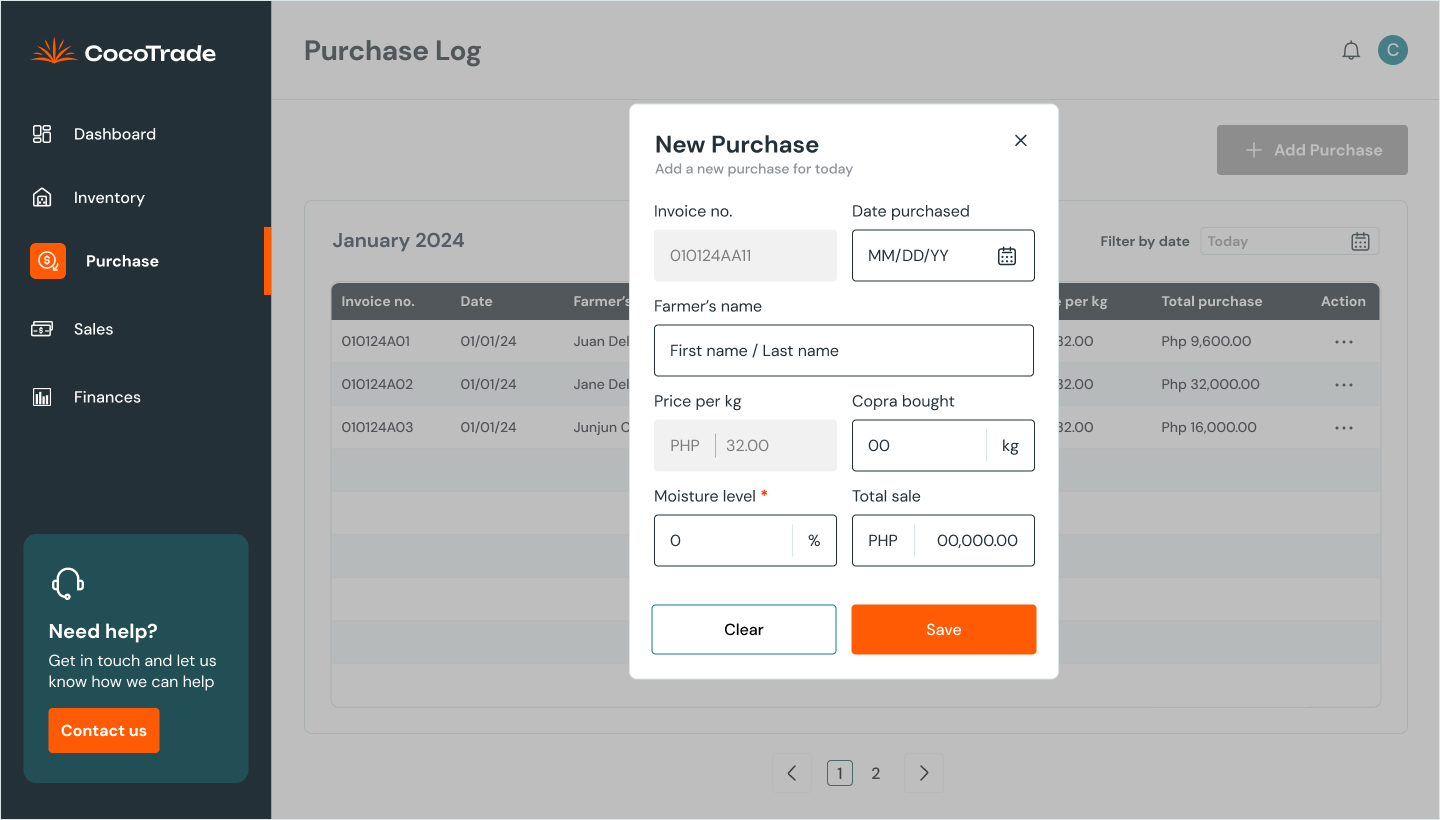 CocoTrade
Dashboard
Inventory
Purchase
Sales
Finances
Need help?
Get in touch and let us
know how we can help
Contact us
Purchase Log
C
Add Purchase
January 2024
Filter by date Today
Invoice no. Date Farmer's per kg Total purchase Action
010124A01 01/01/24 Juan Del 32.00 Php 9,600.00
010124A02 01/01/24 Jane Del 32.00 Php 32,000.00
010124A03 01/01/24 Junjun C 32.00 Php 16,000.00
1 2
New Purchase
Add a new purchase for today
Invoice no. Date purchased
010124AA11 MM/DD/YY
Farmer's name
First name / Last name
Price per kg Copra bought
PHP 32.00 00 kg
Moisture level * Total sale
0 % PHP 00,000.00
Clear Save